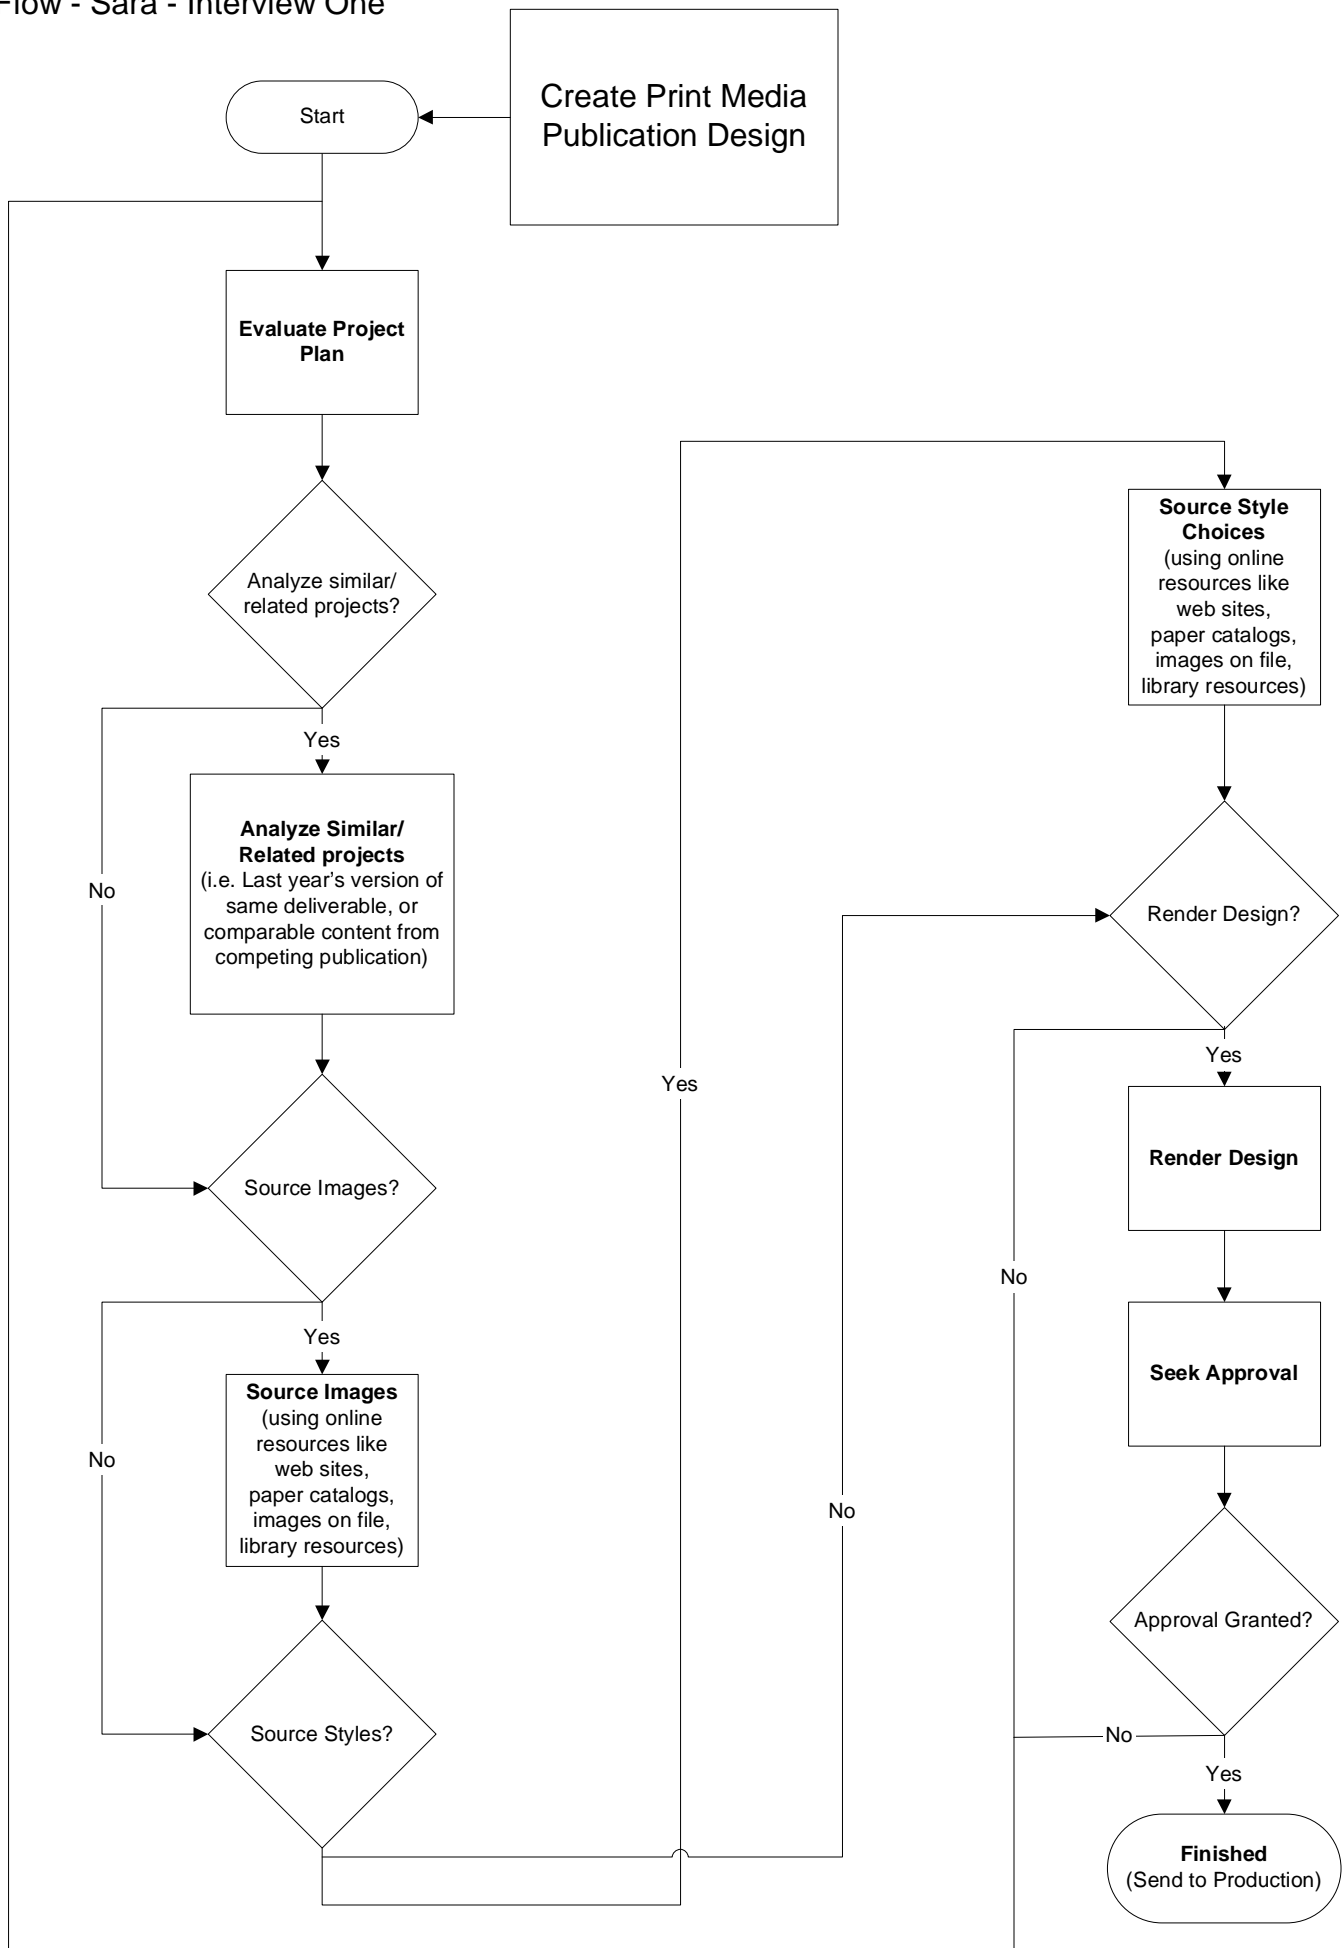 Flow - Sara - Interview One
Create Print Media
Publication Design
Start
Evaluate Project
Plan
Analyze similar/
related projects?
Yes
No
Analyze Similar/
Related projects
(i.e. Last year's version of
same deliverable, or
comparable content from
competing publication)
Source Images?
Yes
No
Source Images
(using online
resources like
web sites,
paper catalogs,
images on file,
library resources)
Source Styles?
Yes
No
Source Style
Choices
(using online
resources like
web sites,
paper catalogs,
images on file,
library resources)
Render Design?
Yes
No
Render Design
Seek Approval
Approval Granted?
No
Yes
Finished
(Send to Production)